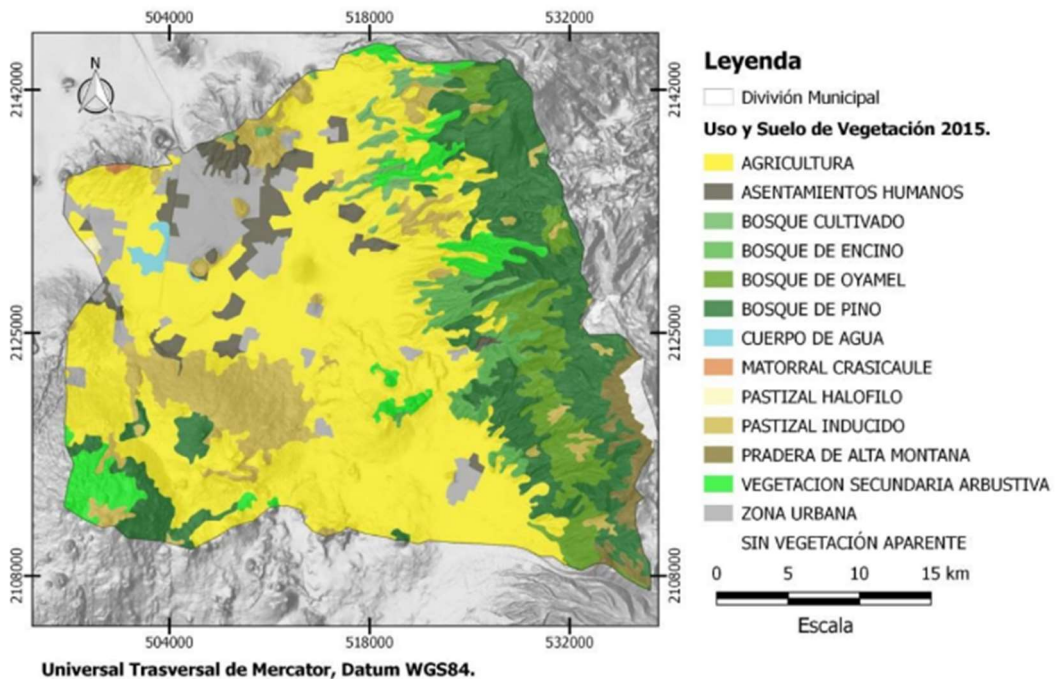 504000 518000 532000
N
2142000 2142000
2125000 2125000
2108000 2108000
504000 518000 532000
Universal Trasversal de Mercator, Datum WGS84.
Leyenda
División Municipal
Uso y Suelo de Vegetación 2015.
AGRICULTURA
ASENTAMIENTOS HUMANOS
BOSQUE CULTIVADO
BOSQUE DE ENCINO
BOSQUE DE OYAMEL
BOSQUE DE PINO
CUERPO DE AGUA
MATORRAL CRASICAULE
PASTIZAL HALOFILO
PASTIZAL INDUCIDO
PRADERA DE ALTA MONTANA
VEGETACION SECUNDARIA ARBUSTIVA
ZONA URBANA
SIN VEGETACIÓN APARENTE
0 5 10 15 km
Escala